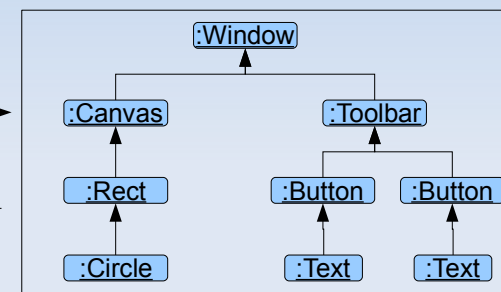 :Window
:Canvas :Toolbar
:Rect :Button :Button
:Circle :Text :Text